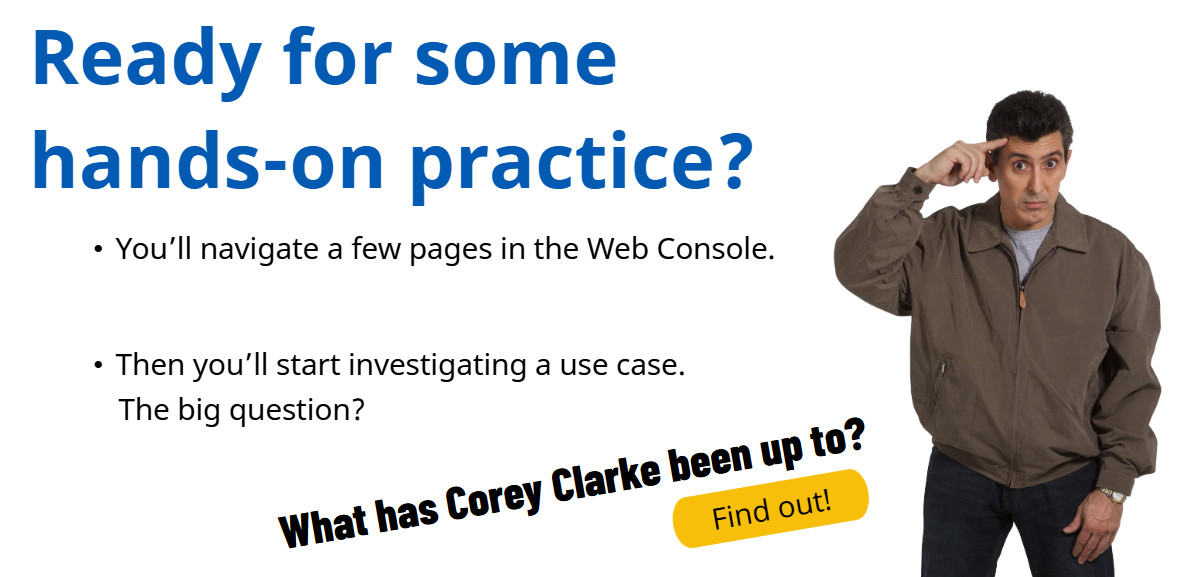 Ready for some
hands-on practice?
• You’ll navigate a few pages in the Web Console.
• Then you’ll start investigating a use case.
The big question?
What has Corey Clarke been up to?
Find out!